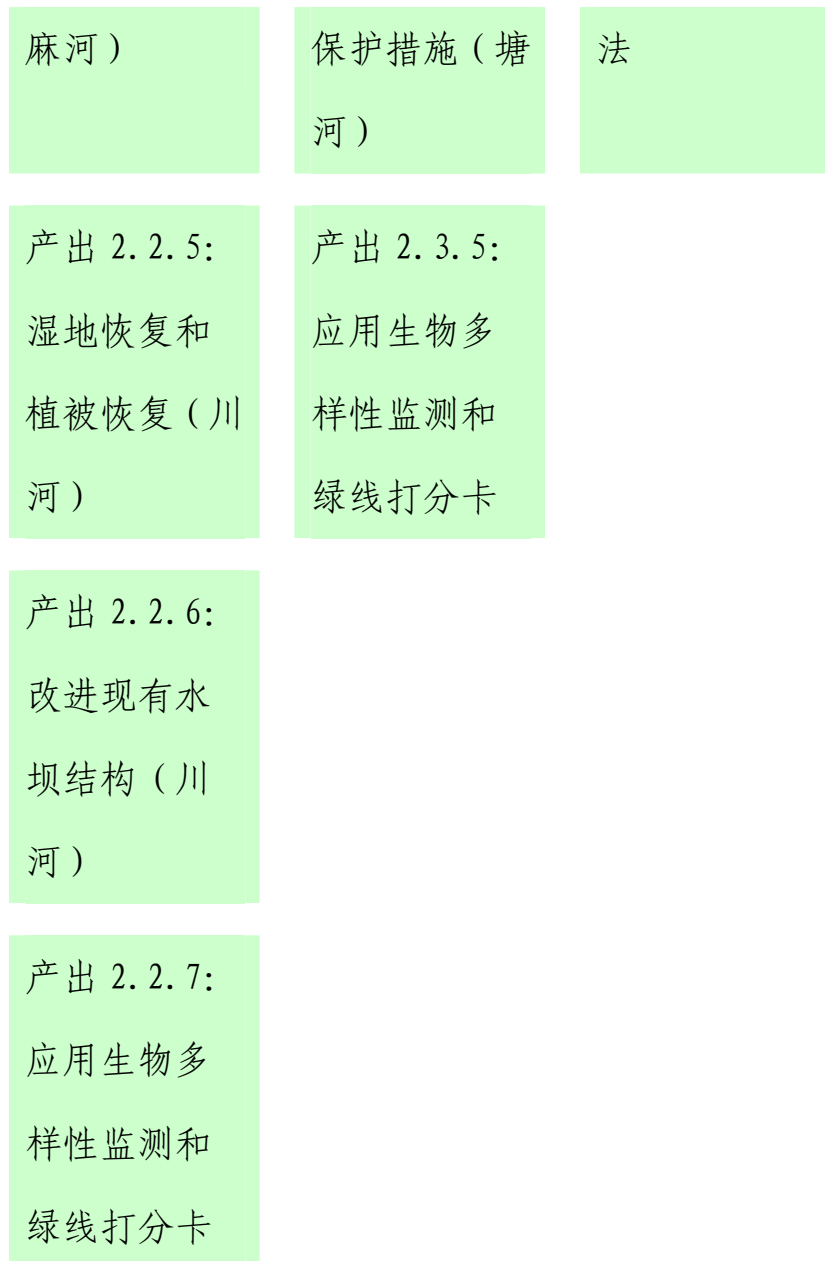 麻河）
保护措施（塘
河）
法
产出 2.2.5:
湿地恢复和
植被恢复（川
河）
产出 2.3.5:
应用生物多
样性监测和
绿线打分卡
产出 2.2.6:
改进现有水
坝结构（川
河）
产出 2.2.7:
应用生物多
样性监测和
绿线打分卡